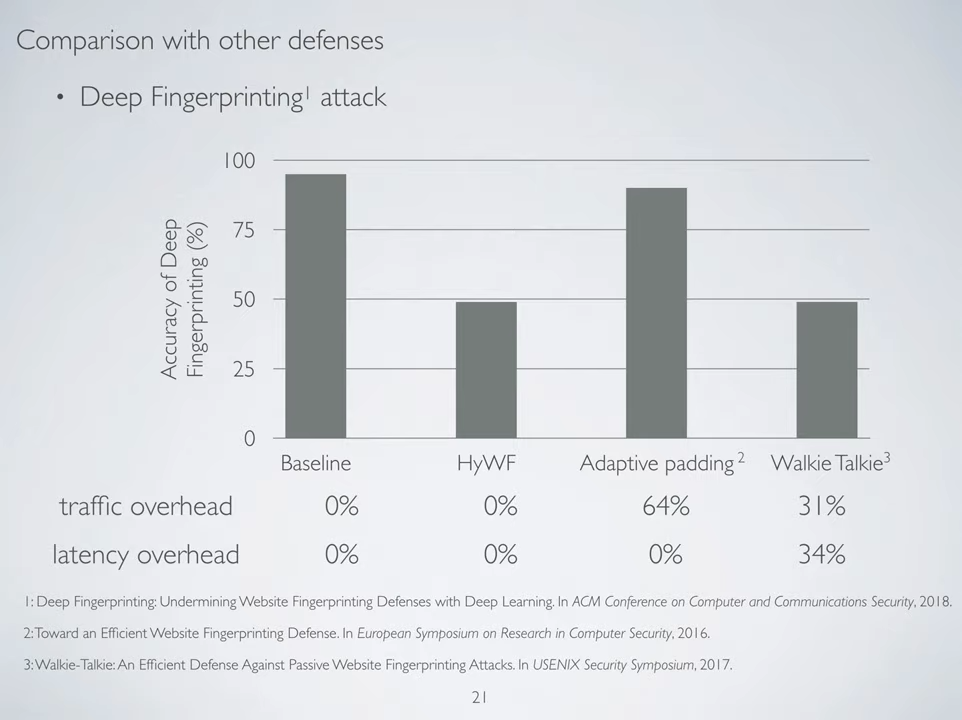 Comparison with other defenses
• Deep Fingerprinting1 attack
Accuracy of Deep
Fingerprinting (%)
100
75
50
25
0
Baseline HyWF Adaptive padding 2 Walkie Talkie3
traffic overhead 0% 0% 64% 31%
latency overhead 0% 0% 0% 34%
1: Deep Fingerprinting: Undermining Website Fingerprinting Defenses with Deep Learning. In ACM Conference on Computer and Communications Security, 2018.
2: Toward an Efficient Website Fingerprinting Defense. In European Symposium on Research in Computer Security, 2016.
3: Walkie-Talkie: An Efficient Defense Against Passive Website Fingerprinting Attacks. In USENIX Security Symposium, 2017.
21